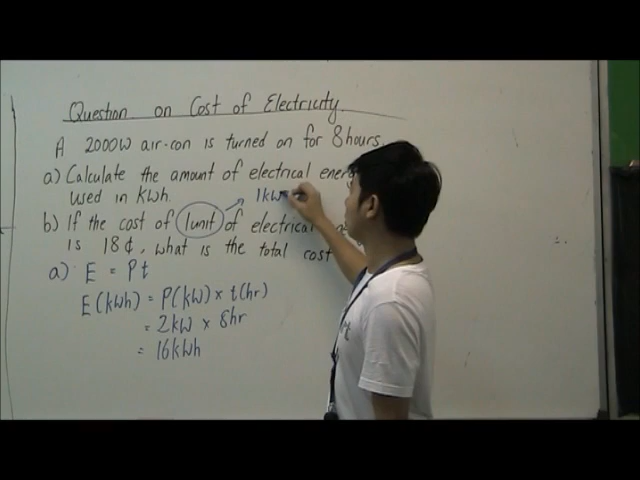 Question on Cost of Electricity
A 2000W air-con is turned on for 8 hours.
a) Calculate the amount of electrical
used in KWh.
1kW
b) If the cost of 1unit of electrical
is 18¢, what is the total cost
a) E = Pt
E(kWh) = P(kW) × t(hr)
= 2kW × 8hr
= 16kWh